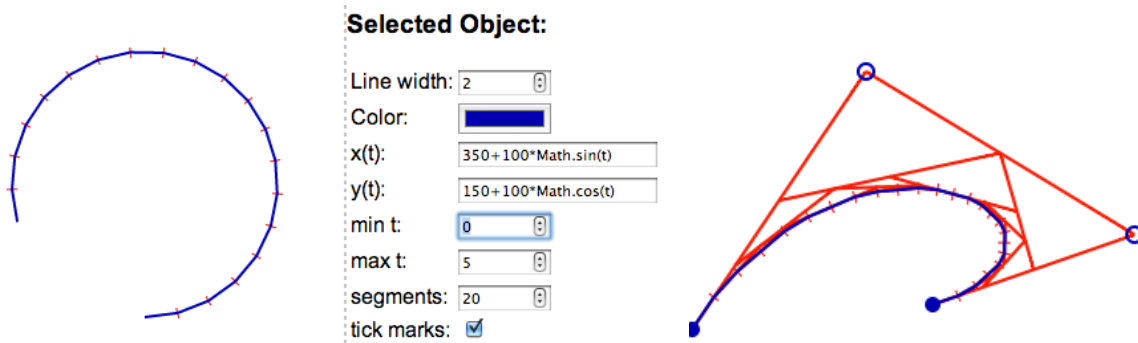 Selected Object:
Line width: 2
Color:
x(t): 350+100*Math.sin(t)
y(t): 150+100*Math.cos(t)
min t: 0
max t: 5
segments: 20
tick marks: